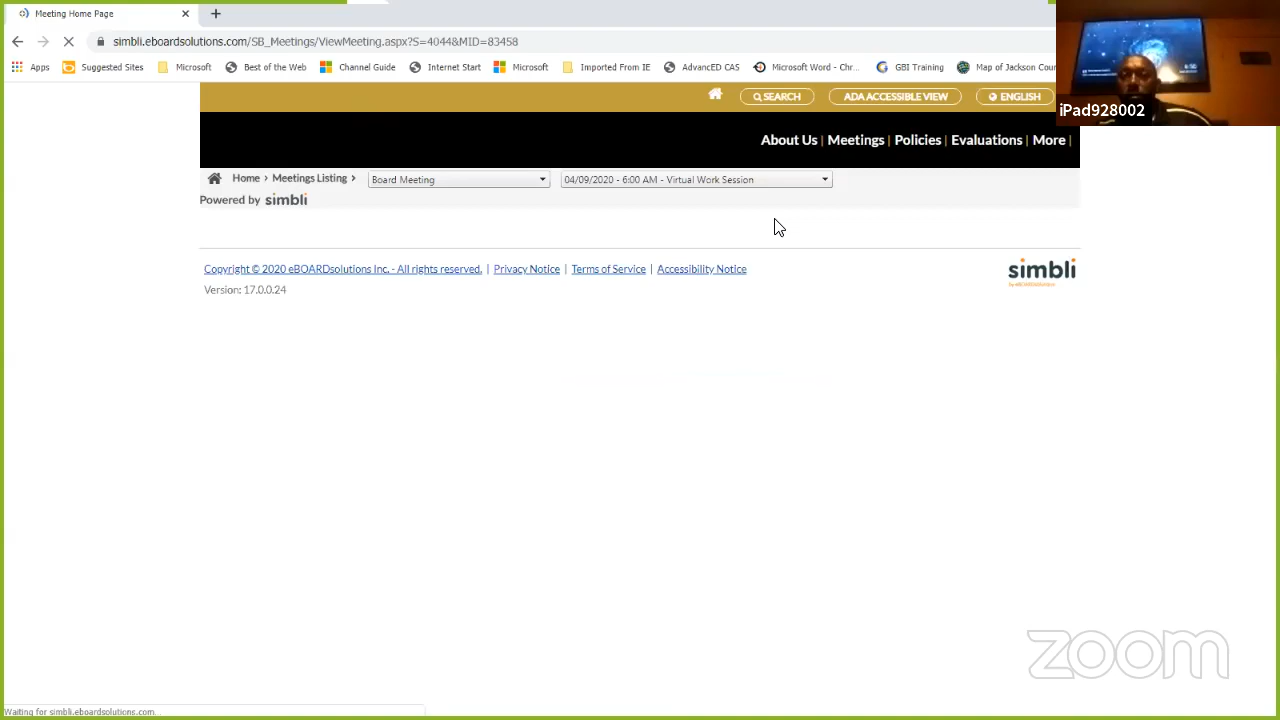 Meeting Home Page
simbli.eboardsolutions.com/SB_Meetings/ViewMeeting.aspx?S=4044&MID=83458
Apps Suggested Sites Microsoft Best of the Web Channel Guide Internet Start Microsoft Imported From IE AdvancED CAS Microsoft Word - Chr... GBI Training Map of Jackson Coun
iPad928002
SEARCH ADA ACCESSIBLE VIEW ENGLISH
About Us | Meetings | Policies | Evaluations | More |
Home > Meetings Listing > Board Meeting 04/09/2020 - 6:00 AM - Virtual Work Session
Powered by simbli
Copyright © 2020 eBOARDsolutions Inc. - All rights reserved. | Privacy Notice | Terms of Service | Accessibility Notice
simbli
Version: 17.0.0.24
zoom
Waiting for simbli.eboardsolutions.com...